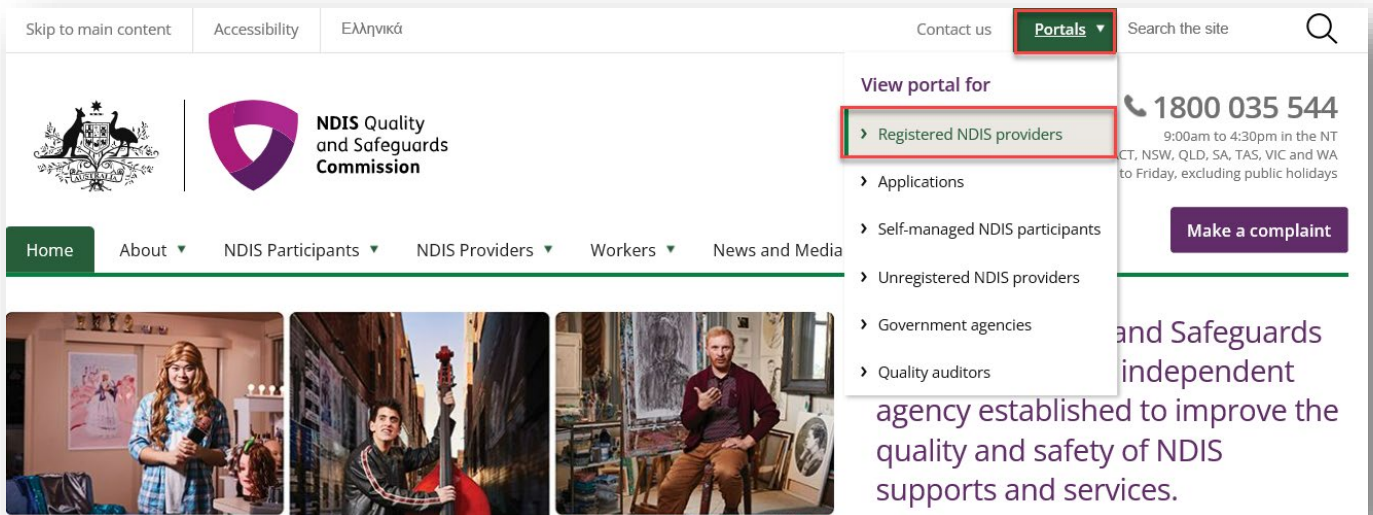 Skip to main content
Accessibility
Ελληνικά
Contact us
Portals
Search the site
NDIS Quality
and Safeguards
Commission
AUSTRALIA
View portal for
Registered NDIS providers
Applications
Self-managed NDIS participants
Unregistered NDIS providers
Government agencies
Quality auditors
1800 035 544
9:00am to 4:30pm in the NT
CT, NSW, QLD, SA, TAS, VIC and WA
to Friday, excluding public holidays
Make a complaint
Home
About
NDIS Participants
NDIS Providers
Workers
News and Media
and Safeguards
independent
agency established to improve the
quality and safety of NDIS
supports and services.